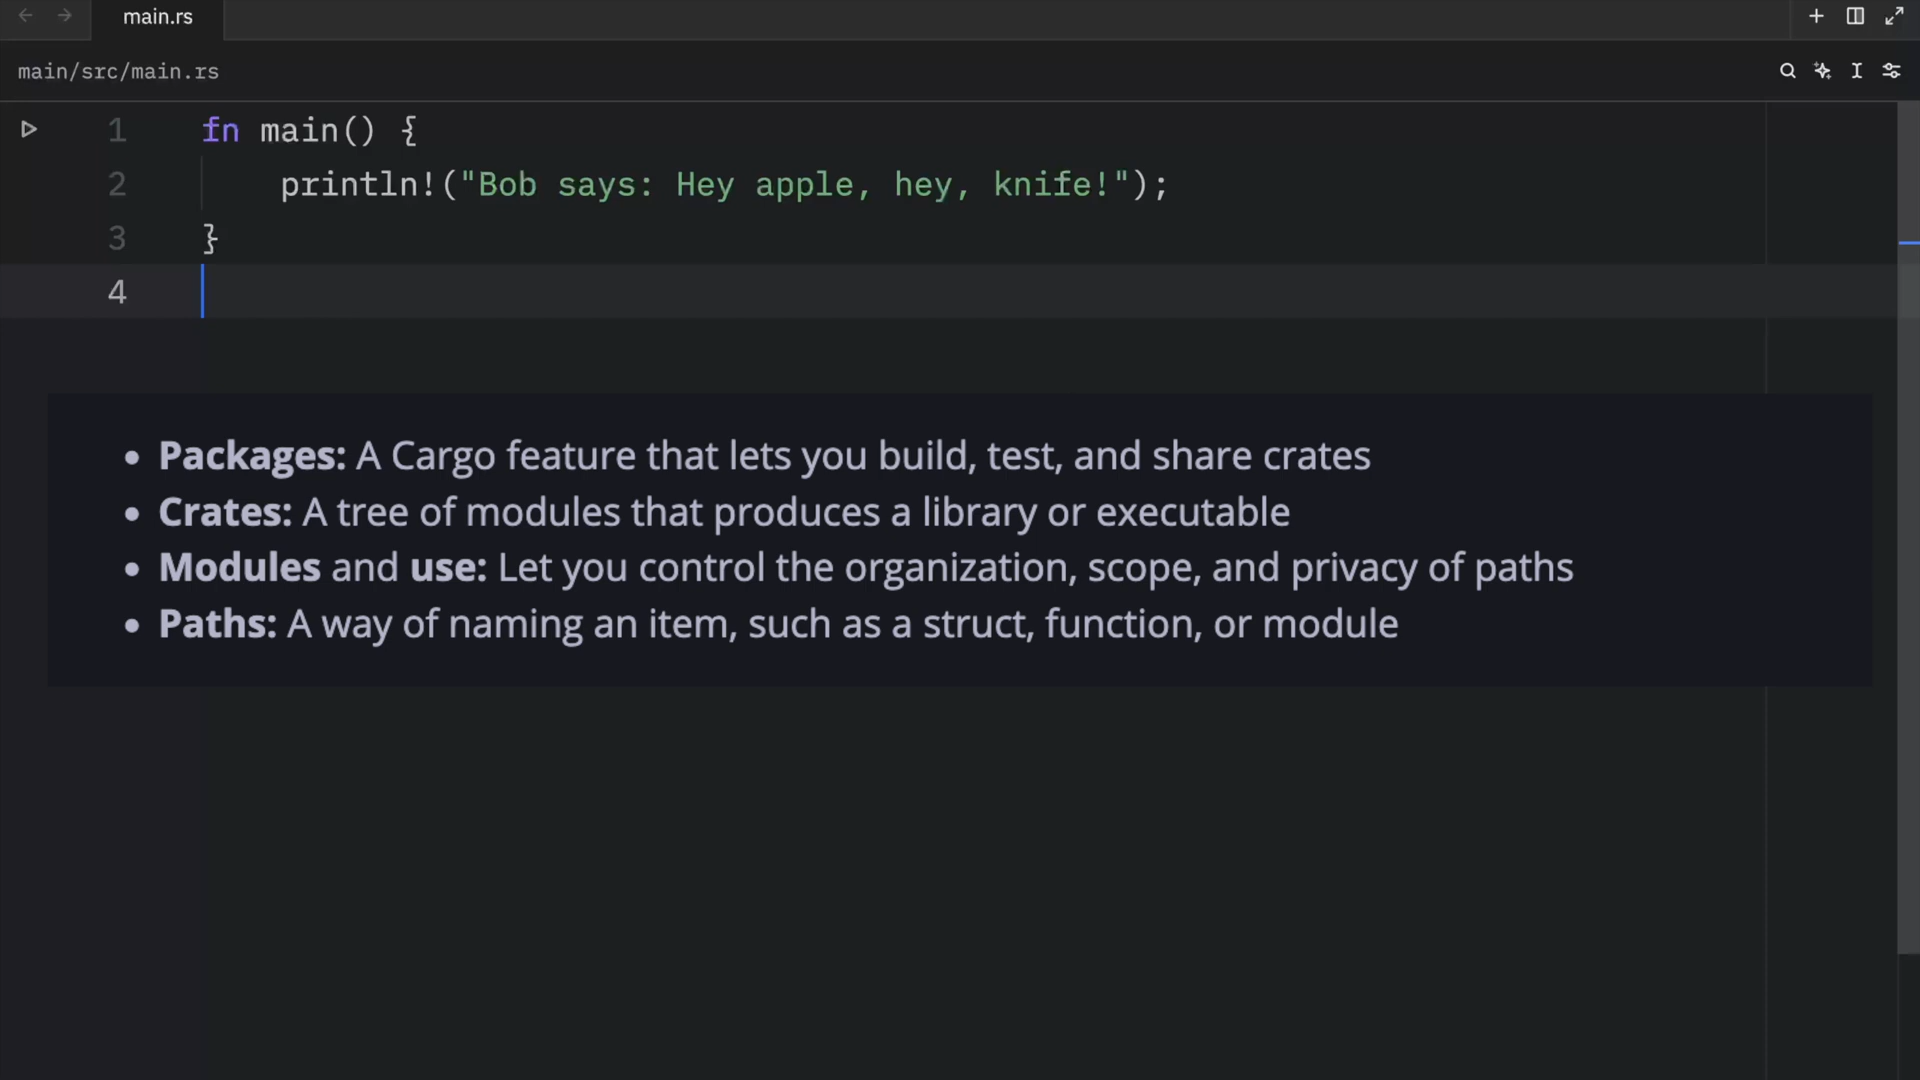 main.rs
main/src/main.rs
1 fn main() {
2 println!("Bob says: Hey apple, hey, knife!");
3 }
4
• Packages: A Cargo feature that lets you build, test, and share crates
• Crates: A tree of modules that produces a library or executable
• Modules and use: Let you control the organization, scope, and privacy of paths
• Paths: A way of naming an item, such as a struct, function, or module